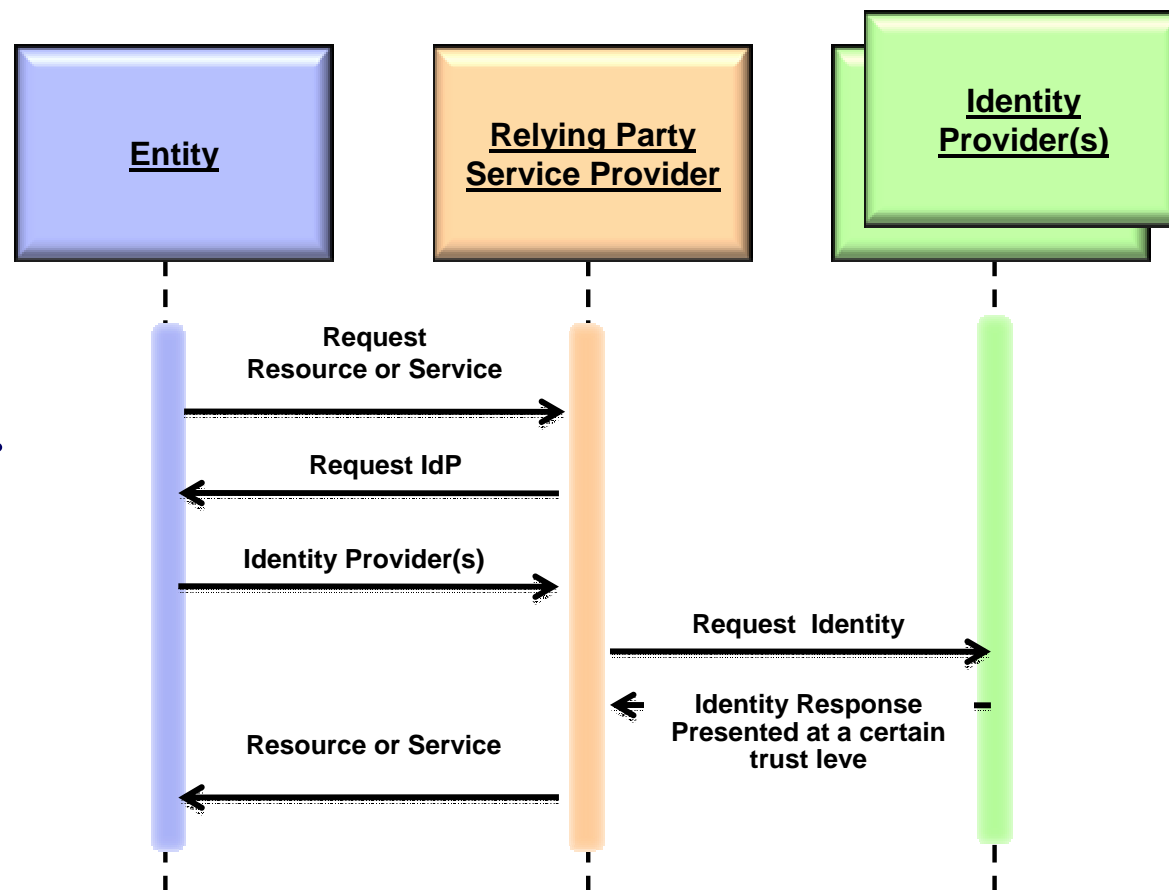 Entity
Relying Party
Service Provider
Identity
Provider(s)
Request
Resource or Service
Request IdP
Identity Provider(s)
Request Identity
Identity Response
Presented at a certain
trust leve
Resource or Service